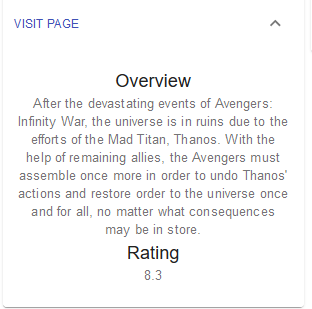 VISIT PAGE
Overview
After the devastating events of Avengers:
Infinity War, the universe is in ruins due to the
efforts of the Mad Titan, Thanos. With the
help of remaining allies, the Avengers must
assemble once more in order to undo Thanos'
actions and restore order to the universe once
and for all, no matter what consequences
may be in store.
Rating
8.3